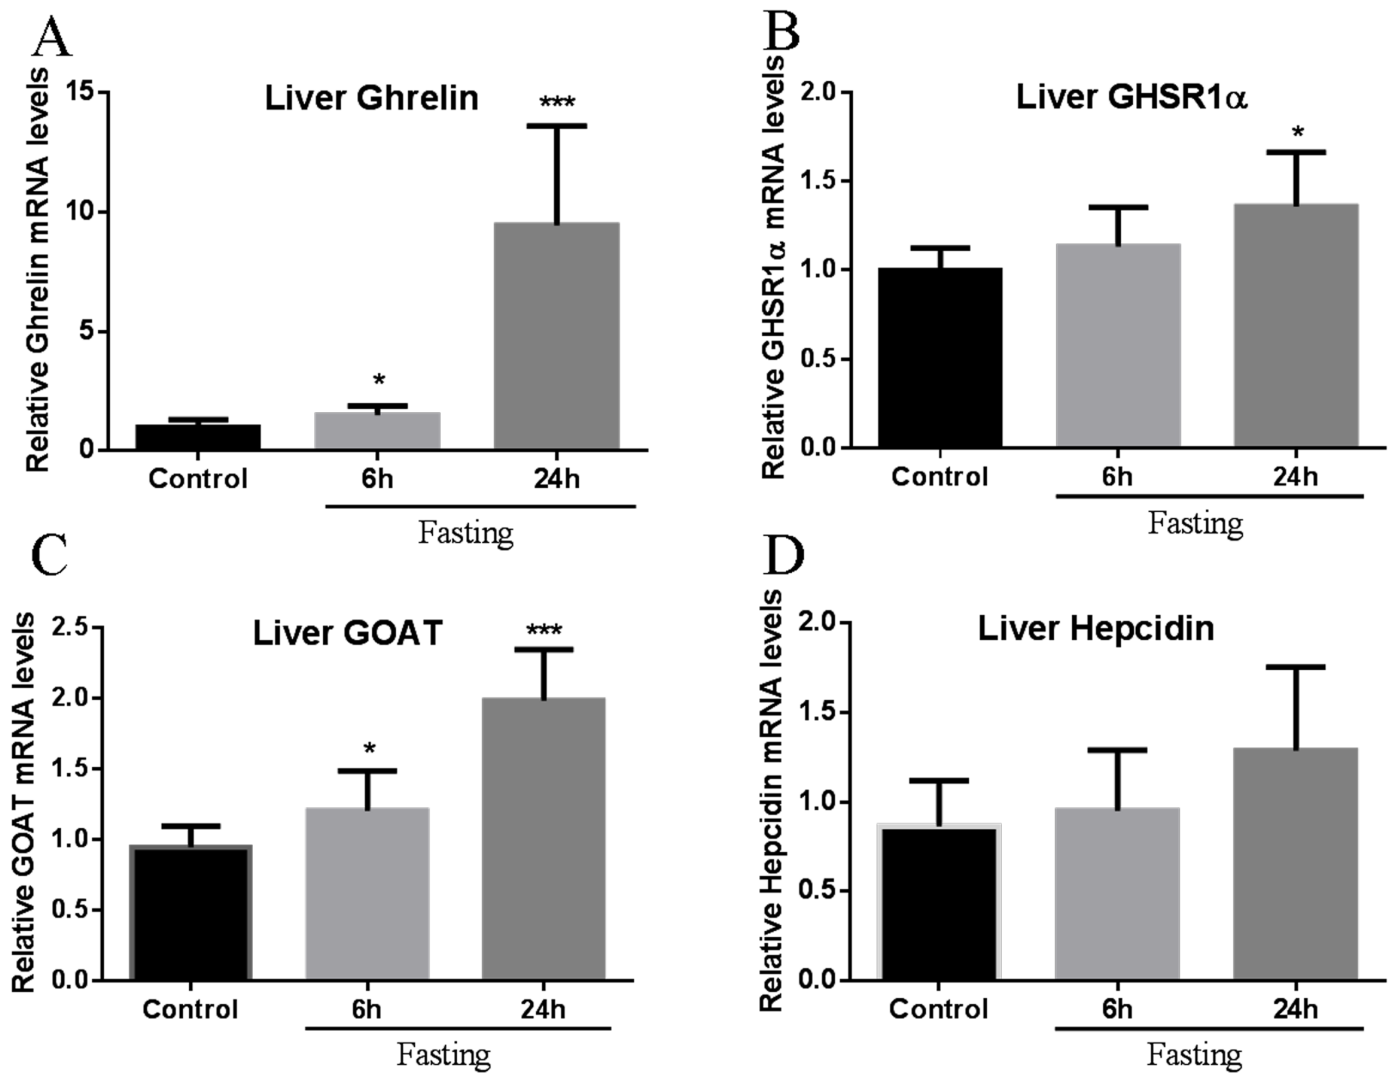 A
Liver Ghrelin
Relative Ghrelin mRNA levels
15
10
5
0
*
***
Control
6h
24h
Fasting
B
Liver GHSR1α
Relative GHSR1α mRNA levels
2.0
1.5
1.0
0.5
0.0
*
Control
6h
24h
Fasting
C
Liver GOAT
Relative GOAT mRNA levels
2.5
2.0
1.5
1.0
0.5
0.0
*
***
Control
6h
24h
Fasting
D
Liver Hepcidin
Relative Hepcidin mRNA levels
2.0
1.5
1.0
0.5
0.0
Control
6h
24h
Fasting